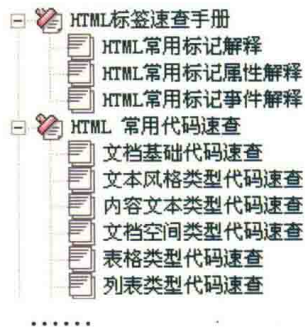 HTML标签速查手册
HTML常用标记解释
HTML常用标记属性解释
HTML常用标记事件解释
HTML 常用代码速查
文档基础代码速查
文本风格类型代码速查
内容文本类型代码速查
文档空间类型代码速查
表格类型代码速查
列表类型代码速查
......